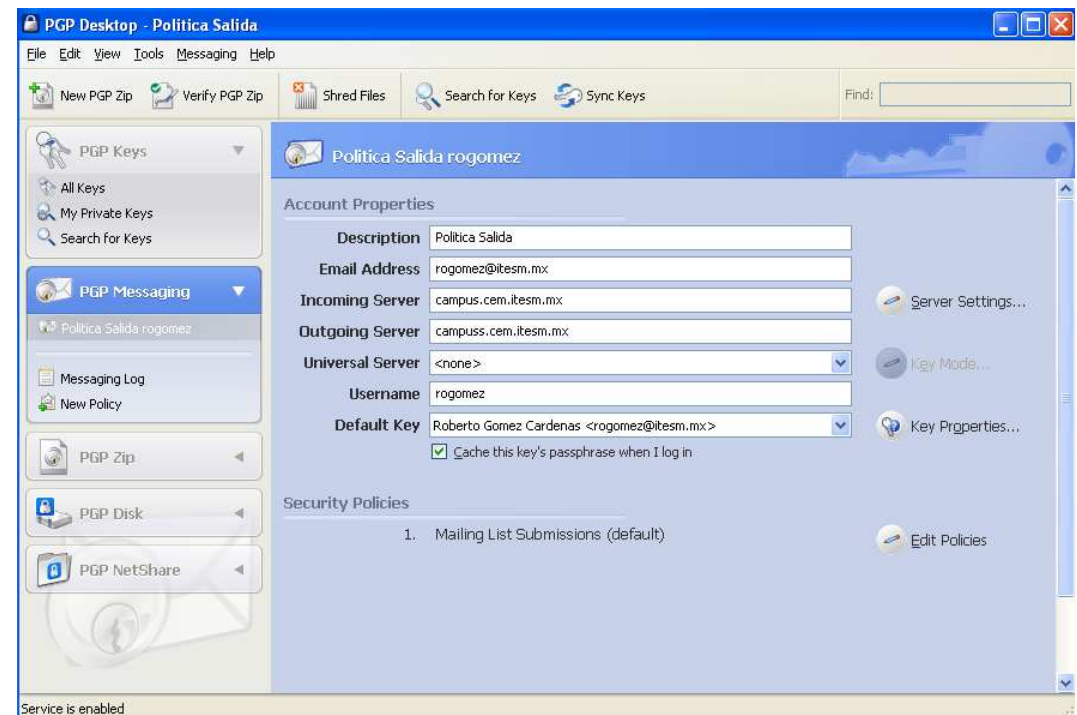 PGP Desktop - Politica Salida
File Edit View Tools Messaging Help
New PGP Zip Verify PGP Zip Shred Files Search for Keys Sync Keys Find:
PGP Keys
All Keys
My Private Keys
Search for Keys
PGP Messaging
Politica Salida rogomez
Messaging Log
New Policy
PGP Zip
PGP Disk
PGP NetShare
Politica Salida rogomez
Account Properties
Description Politica Salida
Email Address rogomez@itesm.mx
Incoming Server campus.cem.itesm.mx Server Settings...
Outgoing Server campuss.cem.itesm.mx
Universal Server <none> Key Mode...
Username rogomez
Default Key Roberto Gomez Cardenas <rogomez@itesm.mx> Key Properties...
Cache this key's passphrase when I log in
Security Policies
1. Mailing List Submissions (default) Edit Policies
Service is enabled